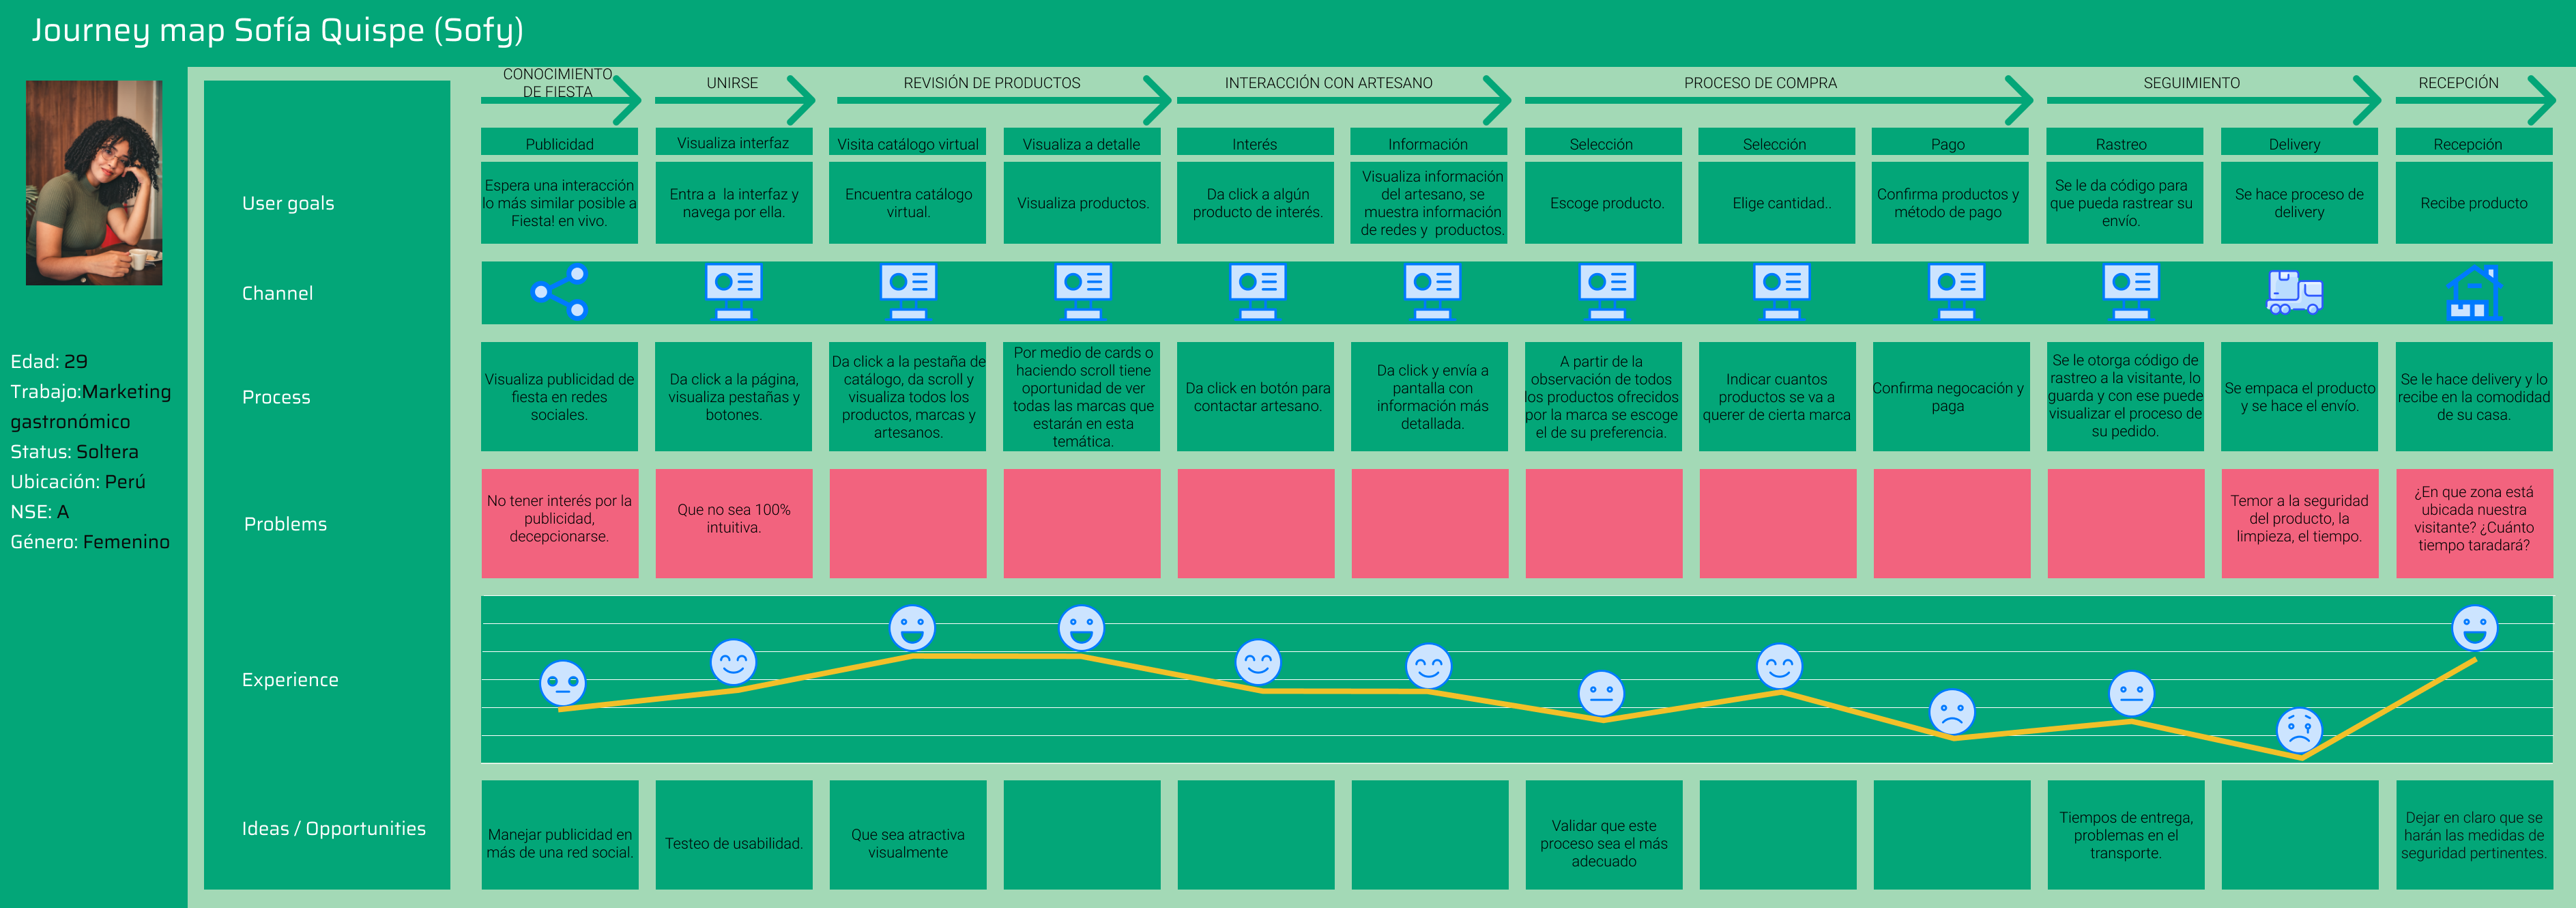 Journey map Sofía Quispe (Sofy)
CONOCIMIENTO
DE FIESTA
UNIRSE
REVISIÓN DE PRODUCTOS
INTERACCIÓN CON ARTESANO
PROCESO DE COMPRA
SEGUIMIENTO
RECEPCIÓN
Publicidad
Visualiza interfaz
Visita catálogo virtual
Visualiza a detalle
Interés
Información
Selección
Selección
Pago
Rastreo
Delivery
Recepción
User goals
Espera una interacción
lo más similar posible a
Fiesta! en vivo.
Entra a la interfaz y
navega por ella.
Encuentra catálogo
virtual.
Visualiza productos.
Da click a algún
producto de interés.
Visualiza información
del artesano, se
muestra información
de redes y productos.
Escoge producto.
Elige cantidad..
Confirma productos y
método de pago
Se le da código para
que pueda rastrear su
envío.
Se hace proceso de
delivery
Recibe producto
Channel
Edad: 29
Trabajo:Marketing
gastronómico
Status: Soltera
Ubicación: Perú
NSE: A
Género: Femenino
Process
Visualiza publicidad de
fiesta en redes
sociales.
Da click a la página,
visualiza pestañas y
botones.
Da click a la pestaña de
catálogo, da scroll y
visualiza todos los
productos, marcas y
artesanos.
Por medio de cards o
haciendo scroll tiene
oportunidad de ver
todas las marcas que
estarán en esta
temática.
Da click en botón para
contactar artesano.
Da click y envía a
pantalla con
información más
detallada.
A partir de la
observación de todos
los productos ofrecidos
por la marca se escoge
el de su preferencia.
Indicar cuantos
productos se va a
querer de cierta marca
Confirma negocación y
paga
Se le otorga código de
rastreo a la visitante, lo
guarda y con ese puede
visualizar el proceso de
su pedido.
Se empaca el producto
y se hace el envío.
Se le hace delivery y lo
recibe en la comodidad
de su casa.
Problems
No tener interés por la
publicidad,
decepcionarse.
Que no sea 100%
intuitiva.
Temor a la seguridad
del producto, la
limpieza, el tiempo.
¿En que zona está
ubicada nuestra
visitante? ¿Cuánto
tiempo taradará?
Experience
Ideas / Opportunities
Manejar publicidad en
más de una red social.
Testeo de usabilidad.
Que sea atractiva
visualmente
Validar que este
proceso sea el más
adecuado
Tiempos de entrega,
problemas en el
transporte.
Dejar en claro que se
harán las medidas de
seguridad pertinentes.